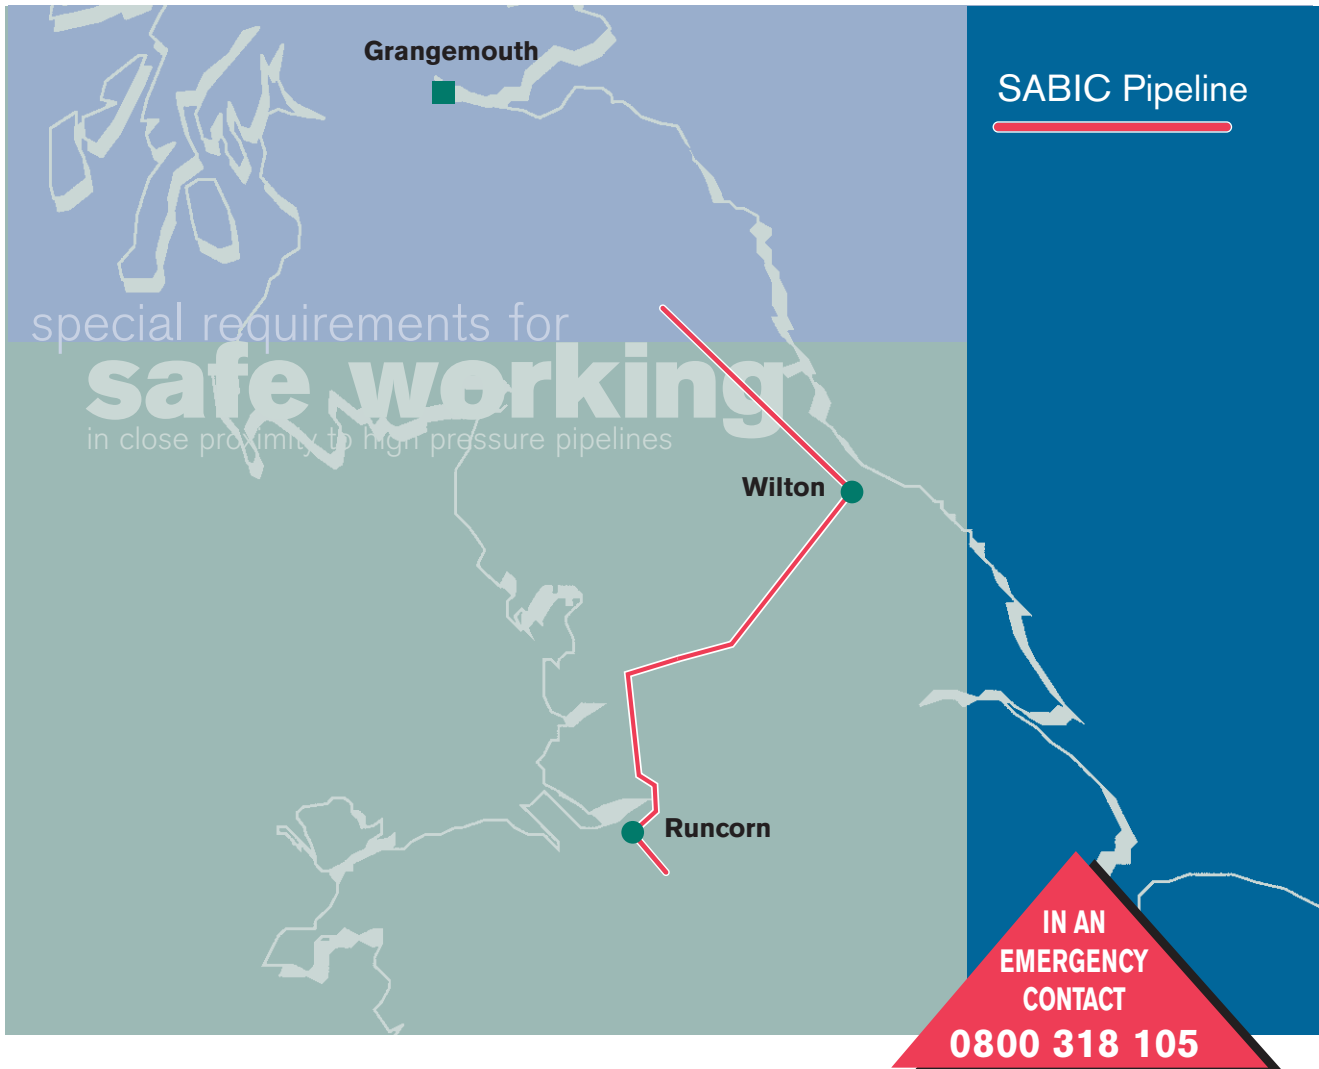 Grangemouth
SABIC Pipeline
special requirements for
safe working
in close proximity to high pressure pipelines
Wilton
Runcorn
IN AN
EMERGENCY
CONTACT
0800 318 105